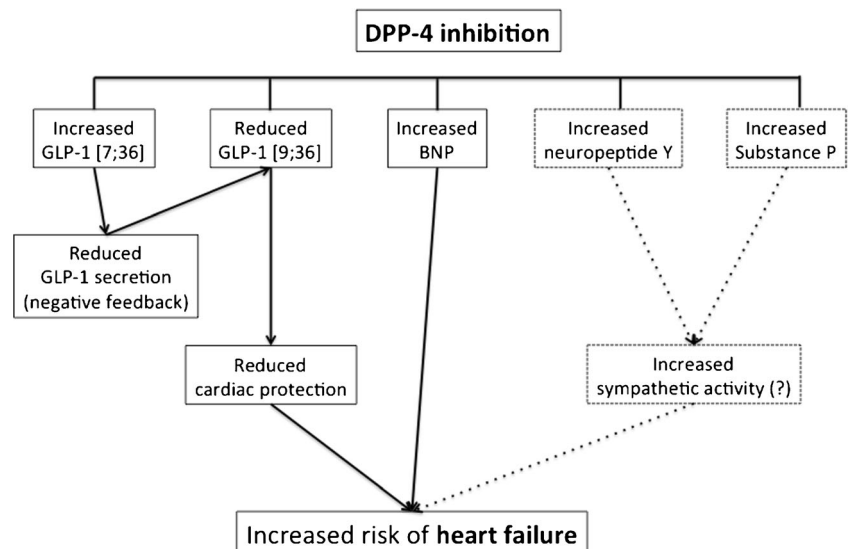 DPP-4 inhibition
Increased
GLP-1 [7;36]
Reduced
GLP-1 [9;36]
Increased
BNP
Increased
neuropeptide Y
Increased
Substance P
Reduced
GLP-1 secretion
(negative feedback)
Reduced
cardiac protection
Increased
sympathetic activity (?)
Increased risk of heart failure